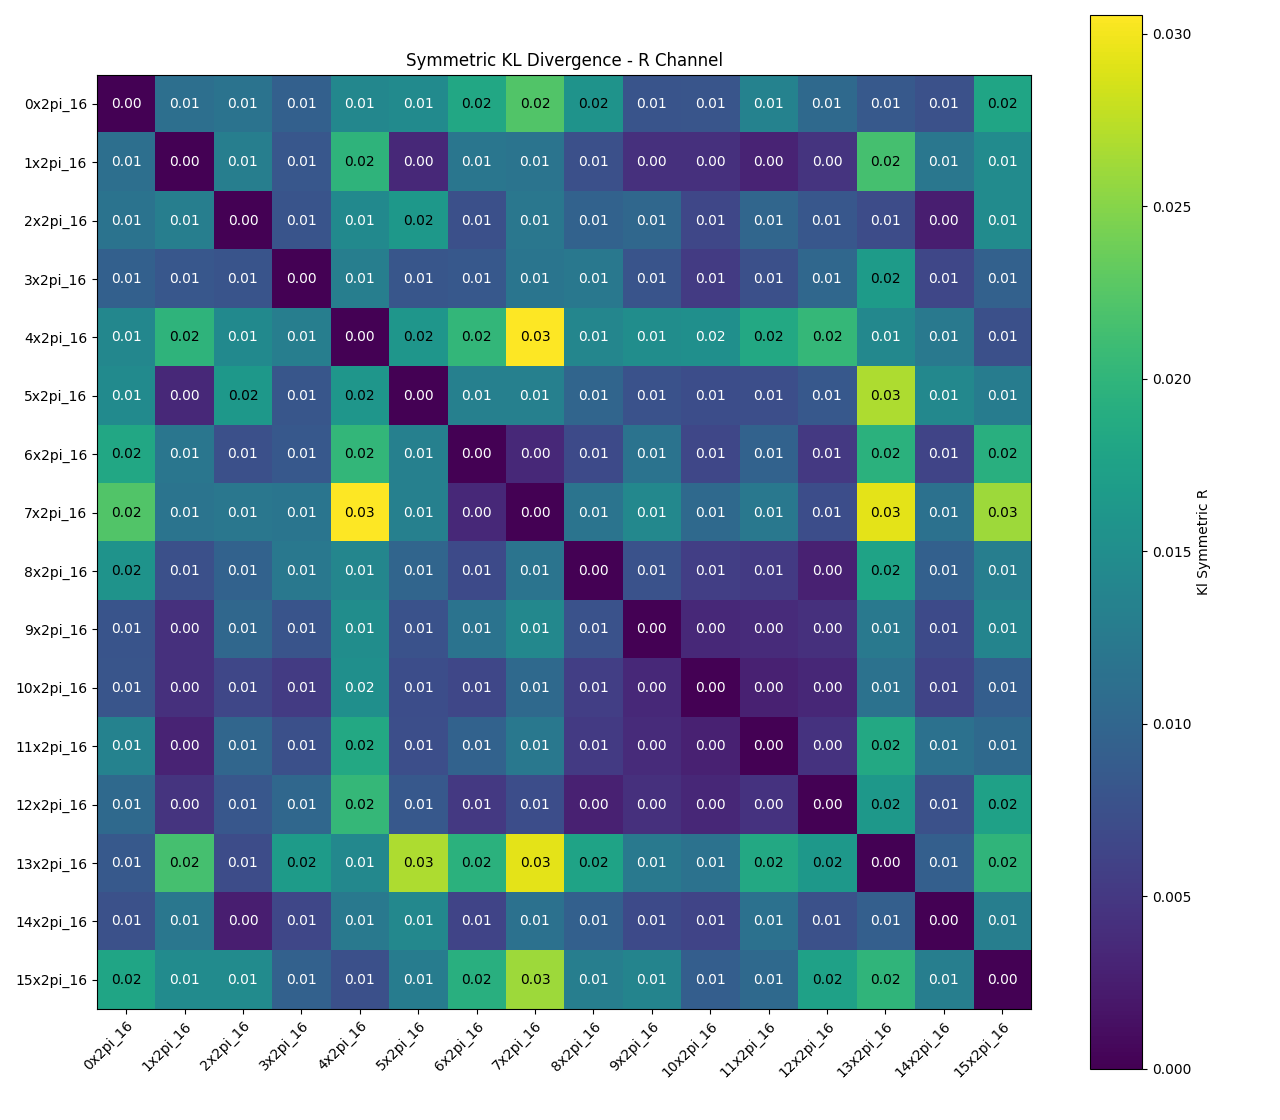 Symmetric KL Divergence - R Channel
0x2pi_16 0.00 0.01 0.01 0.01 0.01 0.01 0.02 0.02 0.02 0.01 0.01 0.01 0.01 0.01 0.01 0.02
1x2pi_16 0.01 0.00 0.01 0.01 0.02 0.00 0.01 0.01 0.01 0.00 0.00 0.00 0.00 0.02 0.01 0.01
2x2pi_16 0.01 0.01 0.00 0.01 0.01 0.02 0.01 0.01 0.01 0.01 0.01 0.01 0.01 0.01 0.00 0.01
3x2pi_16 0.01 0.01 0.01 0.00 0.01 0.01 0.01 0.01 0.01 0.01 0.01 0.01 0.01 0.02 0.01 0.01
4x2pi_16 0.01 0.02 0.01 0.01 0.00 0.02 0.02 0.03 0.01 0.01 0.02 0.02 0.02 0.01 0.01 0.01
5x2pi_16 0.01 0.00 0.02 0.01 0.02 0.00 0.01 0.01 0.01 0.01 0.01 0.01 0.01 0.03 0.01 0.01
6x2pi_16 0.02 0.01 0.01 0.01 0.02 0.01 0.00 0.00 0.01 0.01 0.01 0.01 0.01 0.02 0.01 0.02
7x2pi_16 0.02 0.01 0.01 0.01 0.03 0.01 0.00 0.00 0.01 0.01 0.01 0.01 0.01 0.03 0.01 0.03
8x2pi_16 0.02 0.01 0.01 0.01 0.01 0.01 0.01 0.01 0.00 0.01 0.01 0.01 0.00 0.02 0.01 0.01
9x2pi_16 0.01 0.00 0.01 0.01 0.01 0.01 0.01 0.01 0.01 0.00 0.00 0.00 0.00 0.01 0.01 0.01
10x2pi_16 0.01 0.00 0.01 0.01 0.02 0.01 0.01 0.01 0.01 0.00 0.00 0.00 0.00 0.01 0.01 0.01
11x2pi_16 0.01 0.00 0.01 0.01 0.02 0.01 0.01 0.01 0.01 0.00 0.00 0.00 0.00 0.02 0.01 0.01
12x2pi_16 0.01 0.00 0.01 0.01 0.02 0.01 0.01 0.01 0.00 0.00 0.00 0.00 0.00 0.02 0.01 0.02
13x2pi_16 0.01 0.02 0.01 0.02 0.01 0.03 0.02 0.03 0.02 0.01 0.01 0.02 0.02 0.00 0.01 0.02
14x2pi_16 0.01 0.01 0.00 0.01 0.01 0.01 0.01 0.01 0.01 0.01 0.01 0.01 0.01 0.01 0.00 0.01
15x2pi_16 0.02 0.01 0.01 0.01 0.01 0.01 0.02 0.03 0.01 0.01 0.01 0.01 0.02 0.02 0.01 0.00
0x2pi_16 1x2pi_16 2x2pi_16 3x2pi_16 4x2pi_16 5x2pi_16 6x2pi_16 7x2pi_16 8x2pi_16 9x2pi_16 10x2pi_16 11x2pi_16 12x2pi_16 13x2pi_16 14x2pi_16 15x2pi_16
0.030
0.025
0.020
0.015
0.010
0.005
0.000
Kl Symmetric R